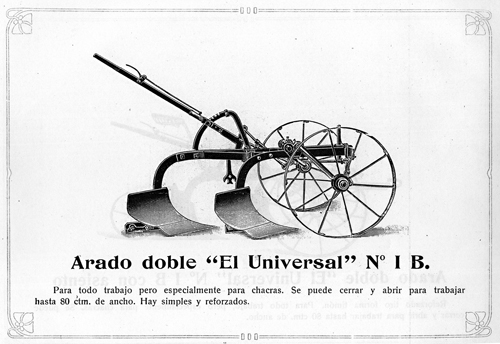 Arado doble “El Universal” Nº I B.
Para todo trabajo pero especialmente para chacras. Se puede cerrar y abrir para trabajar
hasta 80 ctm. de ancho. Hay simples y reforzados.